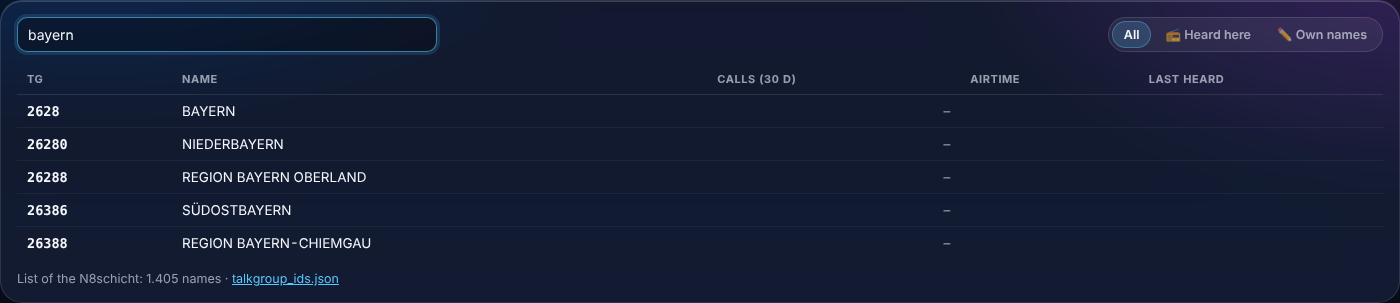 bayern
All 📻 Heard here ✏️ Own names
TG NAME CALLS (30 D) AIRTIME LAST HEARD
2628 BAYERN –
26280 NIEDERBAYERN –
26288 REGION BAYERN OBERLAND –
26386 SÜDOSTBAYERN –
26388 REGION BAYERN-CHIEMGAU –
List of the N8schicht: 1.405 names · talkgroup_ids.json